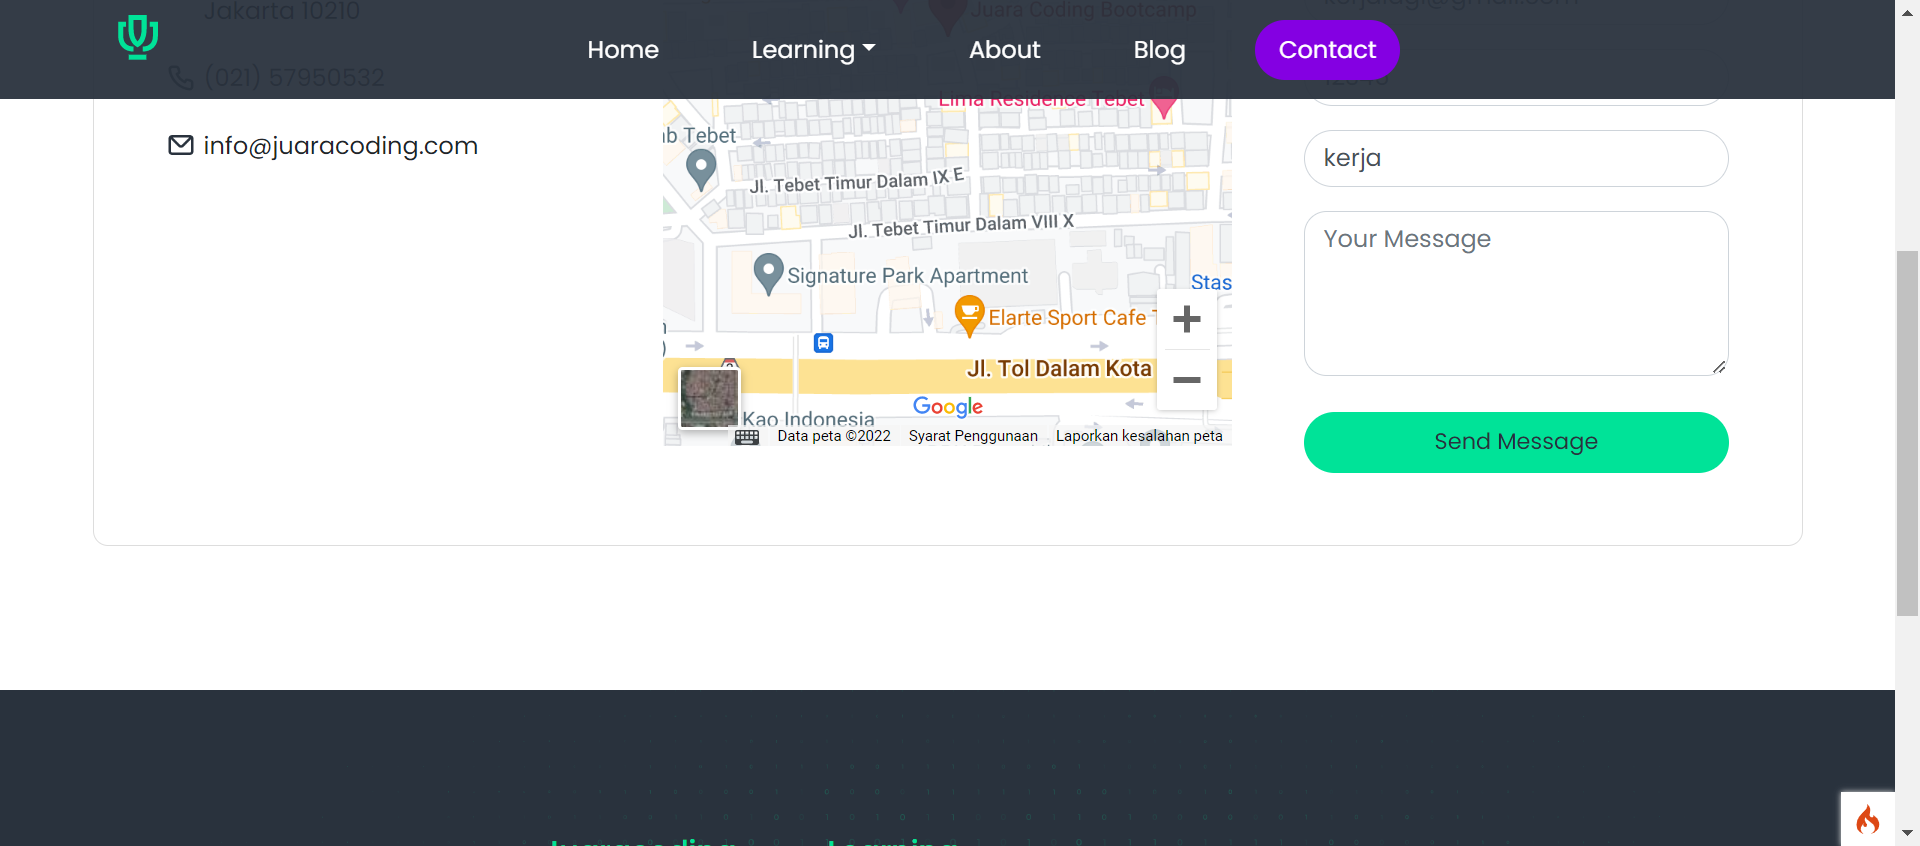 Jakarta 10210
(021) 57950532
info@juaracoding.com
Home
Learning
About
Blog
Contact
Juara Coding Bootcamp
Lima Residence Tebet
Tebet
Jl. Tebet Timur Dalam IX E
Jl. Tebet Timur Dalam VIII X
Signature Park Apartment
Stas
Elarte Sport Cafe T
Jl. Tol Dalam Kota
Google
Kao Indonesia
Data peta ©2022
Syarat Penggunaan
Laporkan kesalahan peta
kerja
Your Message
Send Message
Juaracoding
Learning